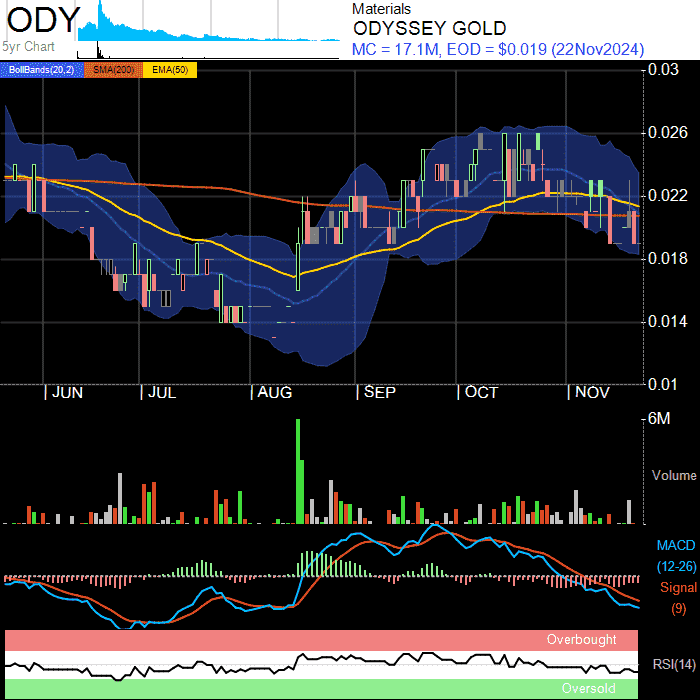 ODY
5yr Chart
Materials
ODYSSEY GOLD
MC = 17.1M, EOD = $0.019 (22Nov2024)
BollBands(20,2) SMA(200) EMA(50)
0.03
0.026
0.022
0.018
0.014
0.01
JUN JUL AUG SEP OCT NOV
6M
Volume
MACD
(12-26)
Signal
(9)
Overbought
RSI(14)
Oversold